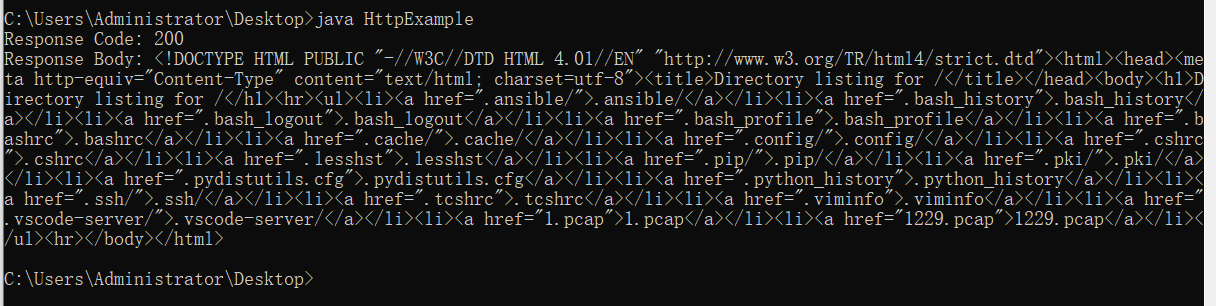 C:\Users\Administrator\Desktop>java HttpExample
Response Code: 200
Response Body: <!DOCTYPE HTML PUBLIC "-//W3C//DTD HTML 4.01//EN" "http://www.w3.org/TR/html4/strict.dtd"><html><head><me
ta http-equiv="Content-Type" content="text/html; charset=utf-8"><title>Directory listing for /</title></head><body><h1>D
irectory listing for /</h1><hr><ul><li><a href=".ansible/">.ansible/</a></li><li><a href=".bash_history">.bash_history</
a></li><li><a href=".bash_logout">.bash_logout</a></li><li><a href=".bash_profile">.bash_profile</a></li><li><a href=".b
ashrc">.bashrc</a></li><li><a href=".cache/">.cache/</a></li><li><a href=".config/">.config/</a></li><li><a href=".cshrc
">.cshrc</a></li><li><a href=".lesshst">.lesshst</a></li><li><a href=".pip/">.pip/</a></li><li><a href=".pki/">.pki/</a>
</li><li><a href=".pydistutils.cfg">.pydistutils.cfg</a></li><li><a href=".python_history">.python_history</a></li><li><
a href=".ssh/">.ssh/</a></li><li><a href=".tcshrc">.tcshrc</a></li><li><a href=".viminfo">.viminfo</a></li><li><a href="
.vscode-server/">.vscode-server/</a></li><li><a href="1.pcap">1.pcap</a></li><li><a href="1229.pcap">1229.pcap</a></li><
/ul><hr></body></html>
C:\Users\Administrator\Desktop>